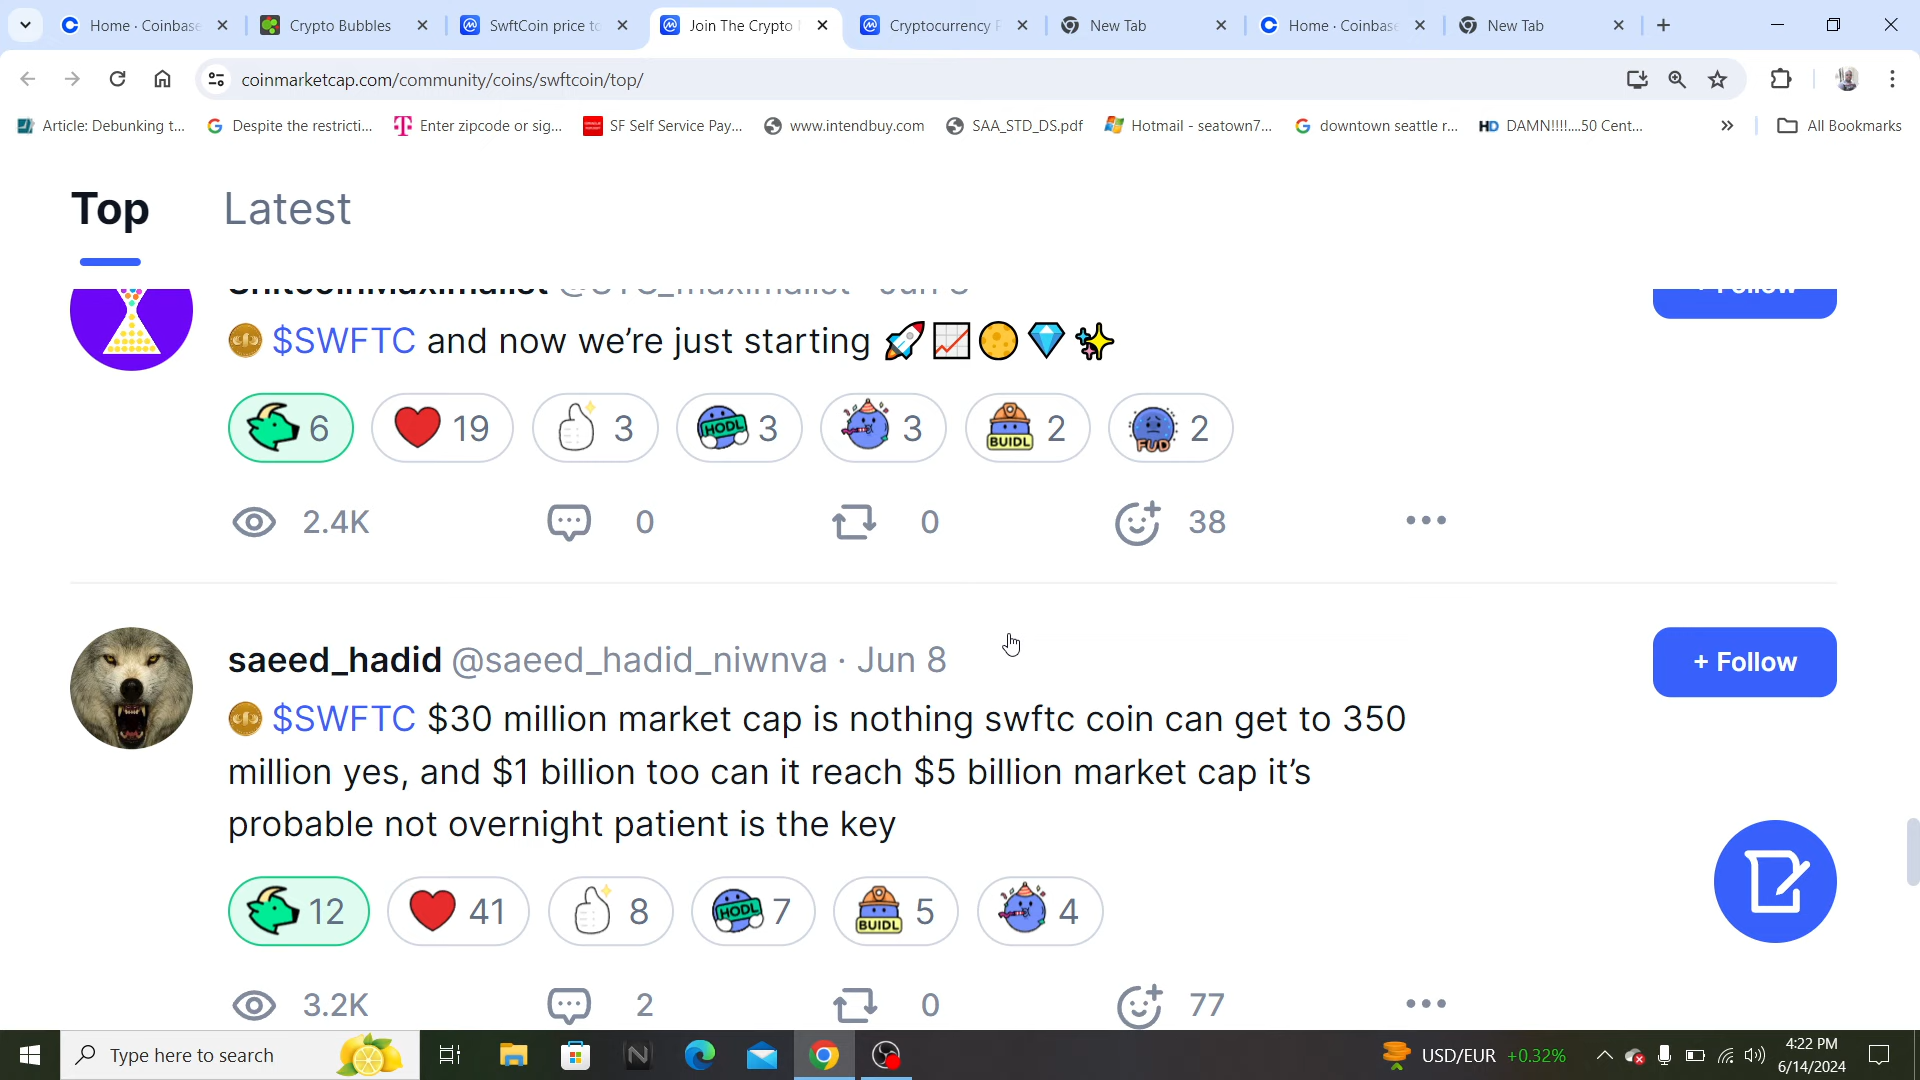 Home · Coinbase
Crypto Bubbles
SwftCoin price to
Join The Crypto
Cryptocurrency P
New Tab
Home · Coinbase
New Tab
coinmarketcap.com/community/coins/swftcoin/top/
Article: Debunking t...
Despite the restricti...
Enter zipcode or sig...
SF Self Service Pay...
www.intendbuy.com
SAA_STD_DS.pdf
Hotmail - seatown7...
downtown seattle r...
HD DAMN!!!!....50 Cent...
All Bookmarks
Top
Latest
$SWFTC and now we’re just starting 🚀📈🌕💎✨
6
19
3
HODL 3
3
BUIDL 2
FUD 2
2.4K
0
0
38
saeed_hadid @saeed_hadid_niwnva · Jun 8
+ Follow
$SWFTC $30 million market cap is nothing swftc coin can get to 350
million yes, and $1 billion too can it reach $5 billion market cap it’s
probable not overnight patient is the key
12
41
8
HODL 7
BUIDL 5
4
3.2K
2
0
77
Type here to search
USD/EUR +0.32%
4:22 PM
6/14/2024